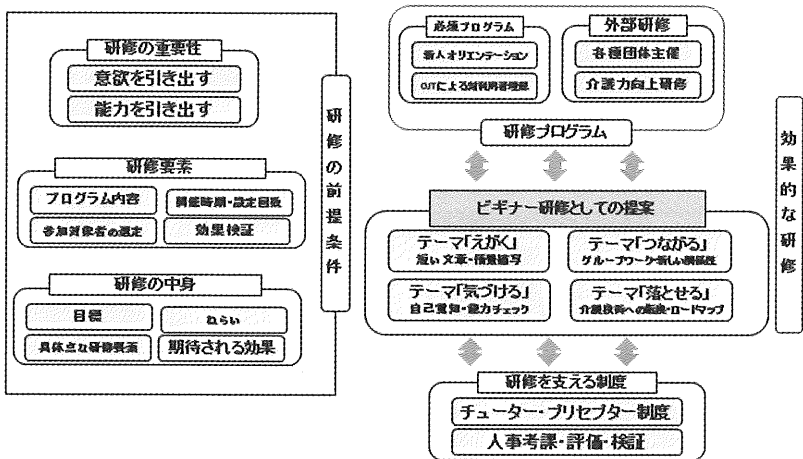 研修の重要性
意欲を引き出す
能力を引き出す
研修要素
プログラム内容
開催時期・設定回数
参加対象者の選定
効果検証
研修の中身
目標
ねらい
具体点な研修要素
期待される効果
研修の前提条件
必須プログラム
新人オリエンテーション
OJTによる対利用者
外部研修
各種団体主催
介護力向上研修
研修プログラム
ビギナー研修としての提案
テーマ「えがく」
短い文章・情景描写
テーマ「つながる」
グループワーク・新しい関係性
テーマ「気づける」
自己覚知・能力チェック
テーマ「落とせる」
介護技術への転換・ロードマップ
研修を支える制度
チューター・プリセプター制度
人事考課・評価・検証
効果的な研修